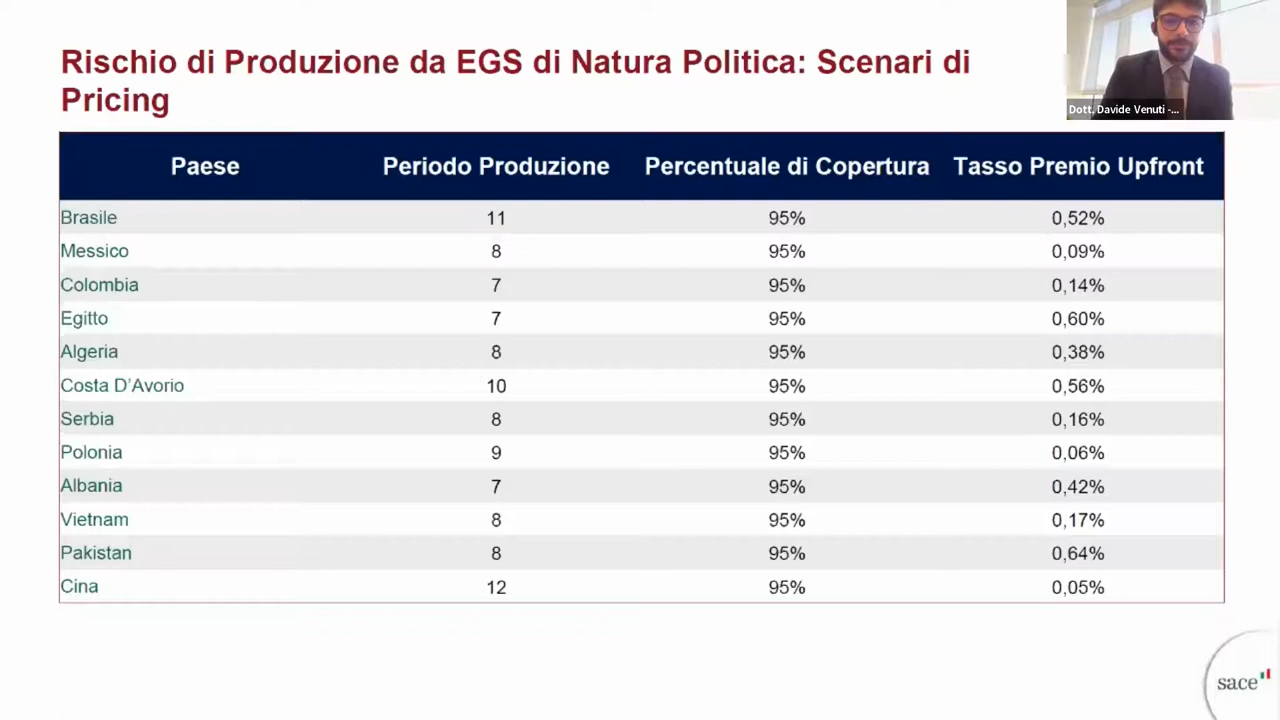 Rischio di Produzione da EGS di Natura Politica: Scenari di
Pricing
Dott. Davide Venuti -...
Paese Periodo Produzione Percentuale di Copertura Tasso Premio Upfront
Brasile 11 95% 0,52%
Messico 8 95% 0,09%
Colombia 7 95% 0,14%
Egitto 7 95% 0,60%
Algeria 8 95% 0,38%
Costa D'Avorio 10 95% 0,56%
Serbia 8 95% 0,16%
Polonia 9 95% 0,06%
Albania 7 95% 0,42%
Vietnam 8 95% 0,17%
Pakistan 8 95% 0,64%
Cina 12 95% 0,05%
sace